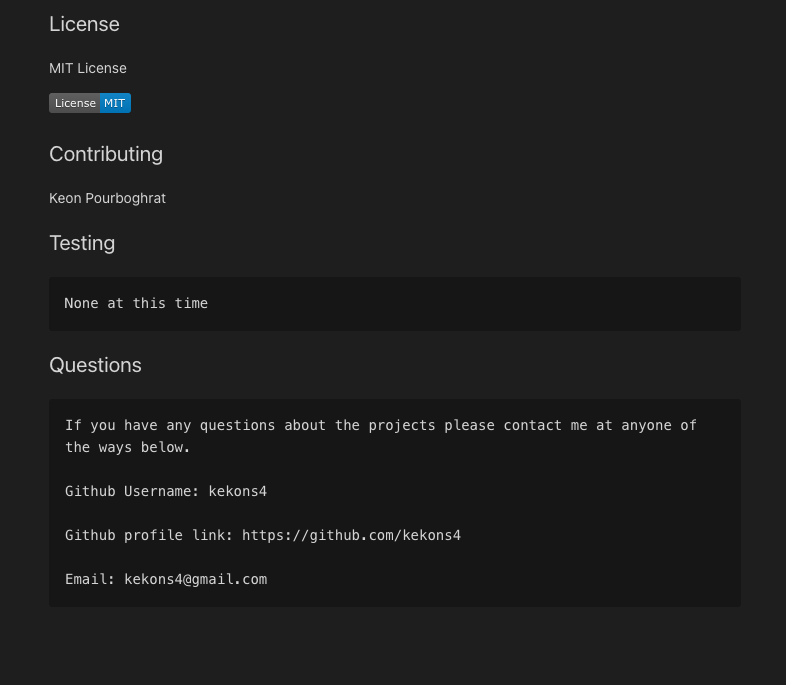 License
MIT License
License MIT
Contributing
Keon Pourboghrat
Testing
None at this time
Questions
If you have any questions about the projects please contact me at anyone of
the ways below.
Github Username: kekons4
Github profile link: https://github.com/kekons4
Email: kekons4@gmail.com